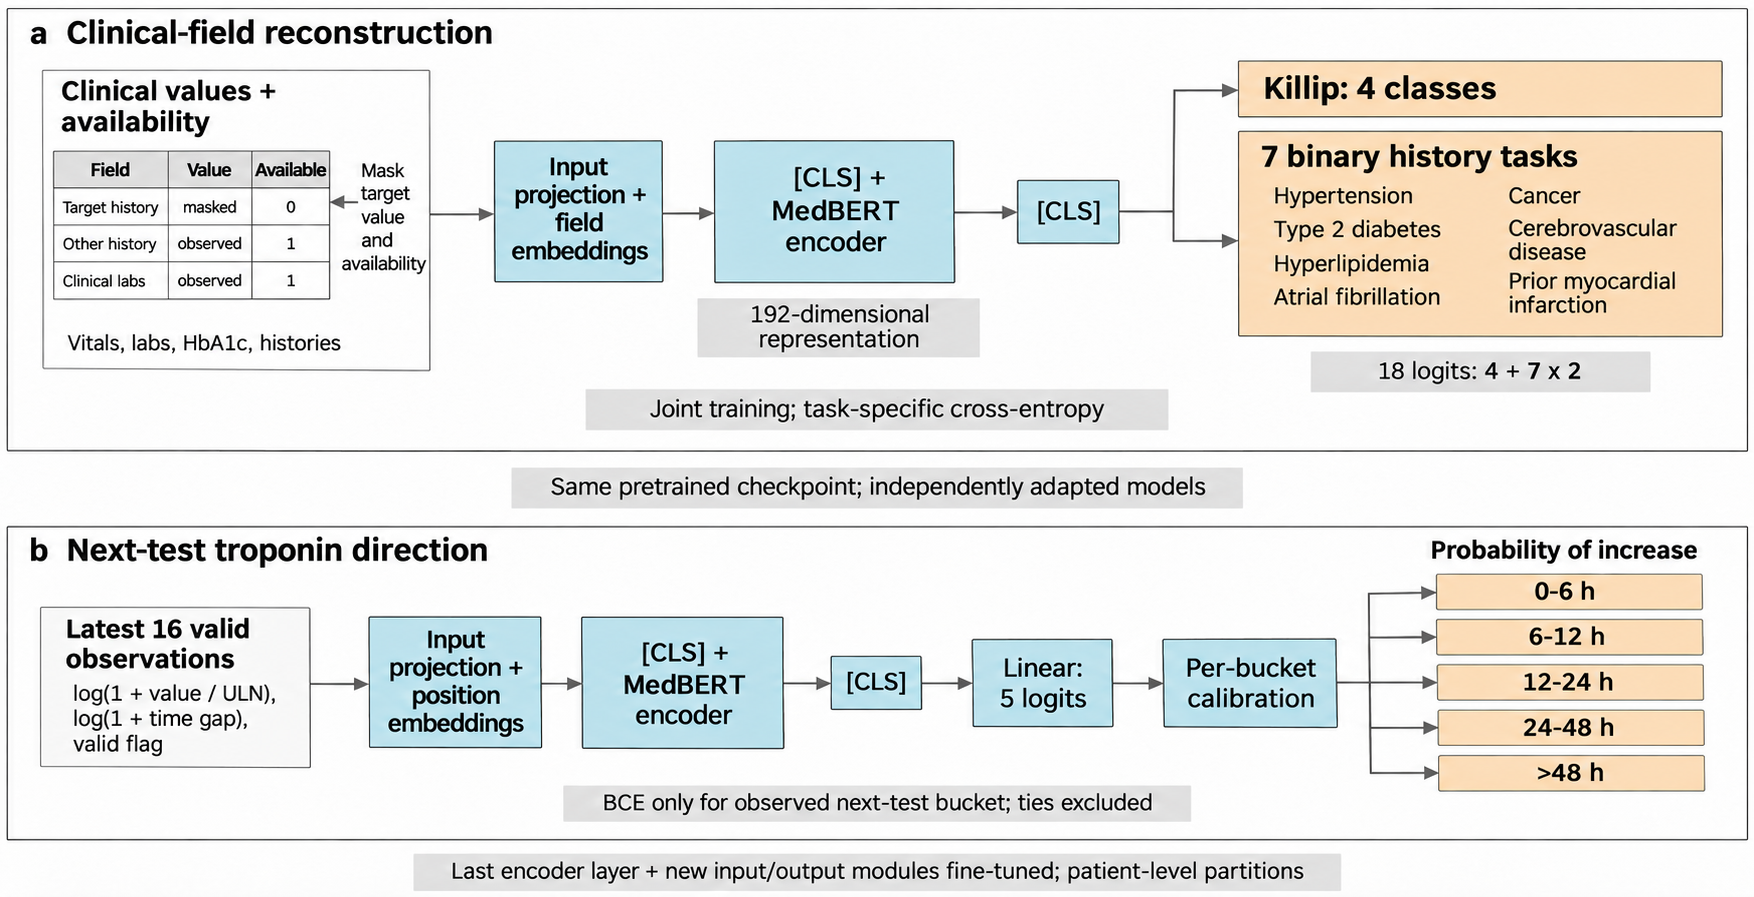 a Clinical-field reconstruction
Clinical values +
availability
Field Value Available
Target history masked 0
Other history observed 1
Clinical labs observed 1
Mask
target
value
and
availability
Vitals, labs, HbA1c, histories
Input
projection +
field
embeddings
[CLS] +
MedBERT
encoder
192-dimensional
representation
[CLS]
Killip: 4 classes
7 binary history tasks
Hypertension
Type 2 diabetes
Hyperlipidemia
Atrial fibrillation
Cancer
Cerebrovascular
disease
Prior myocardial
infarction
18 logits: 4 + 7 x 2
Joint training; task-specific cross-entropy
Same pretrained checkpoint; independently adapted models
b Next-test troponin direction
Latest 16 valid
observations
log(1 + value / ULN),
log(1 + time gap),
valid flag
Input
projection +
position
embeddings
[CLS] +
MedBERT
encoder
[CLS]
Linear:
5 logits
Per-bucket
calibration
Probability of increase
0-6 h
6-12 h
12-24 h
24-48 h
>48 h
BCE only for observed next-test bucket; ties excluded
Last encoder layer + new input/output modules fine-tuned; patient-level partitions